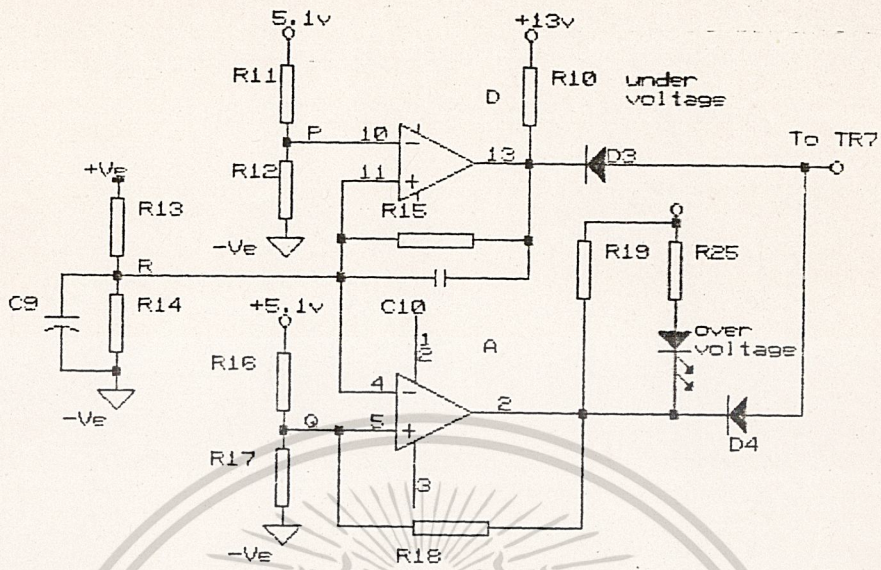 5.1v
+13v
R11
D
R10
under
voltage
P
10
-
To TR7
R12
13
D3
11
+
+Ve
R15
R13
-Ve
R
R19
R25
C9
R14
+5.1v
C10
over
voltage
1
2
A
R16
4
-
-Ve
2
Q
5
+
D4
R17
3
-Ve
R18